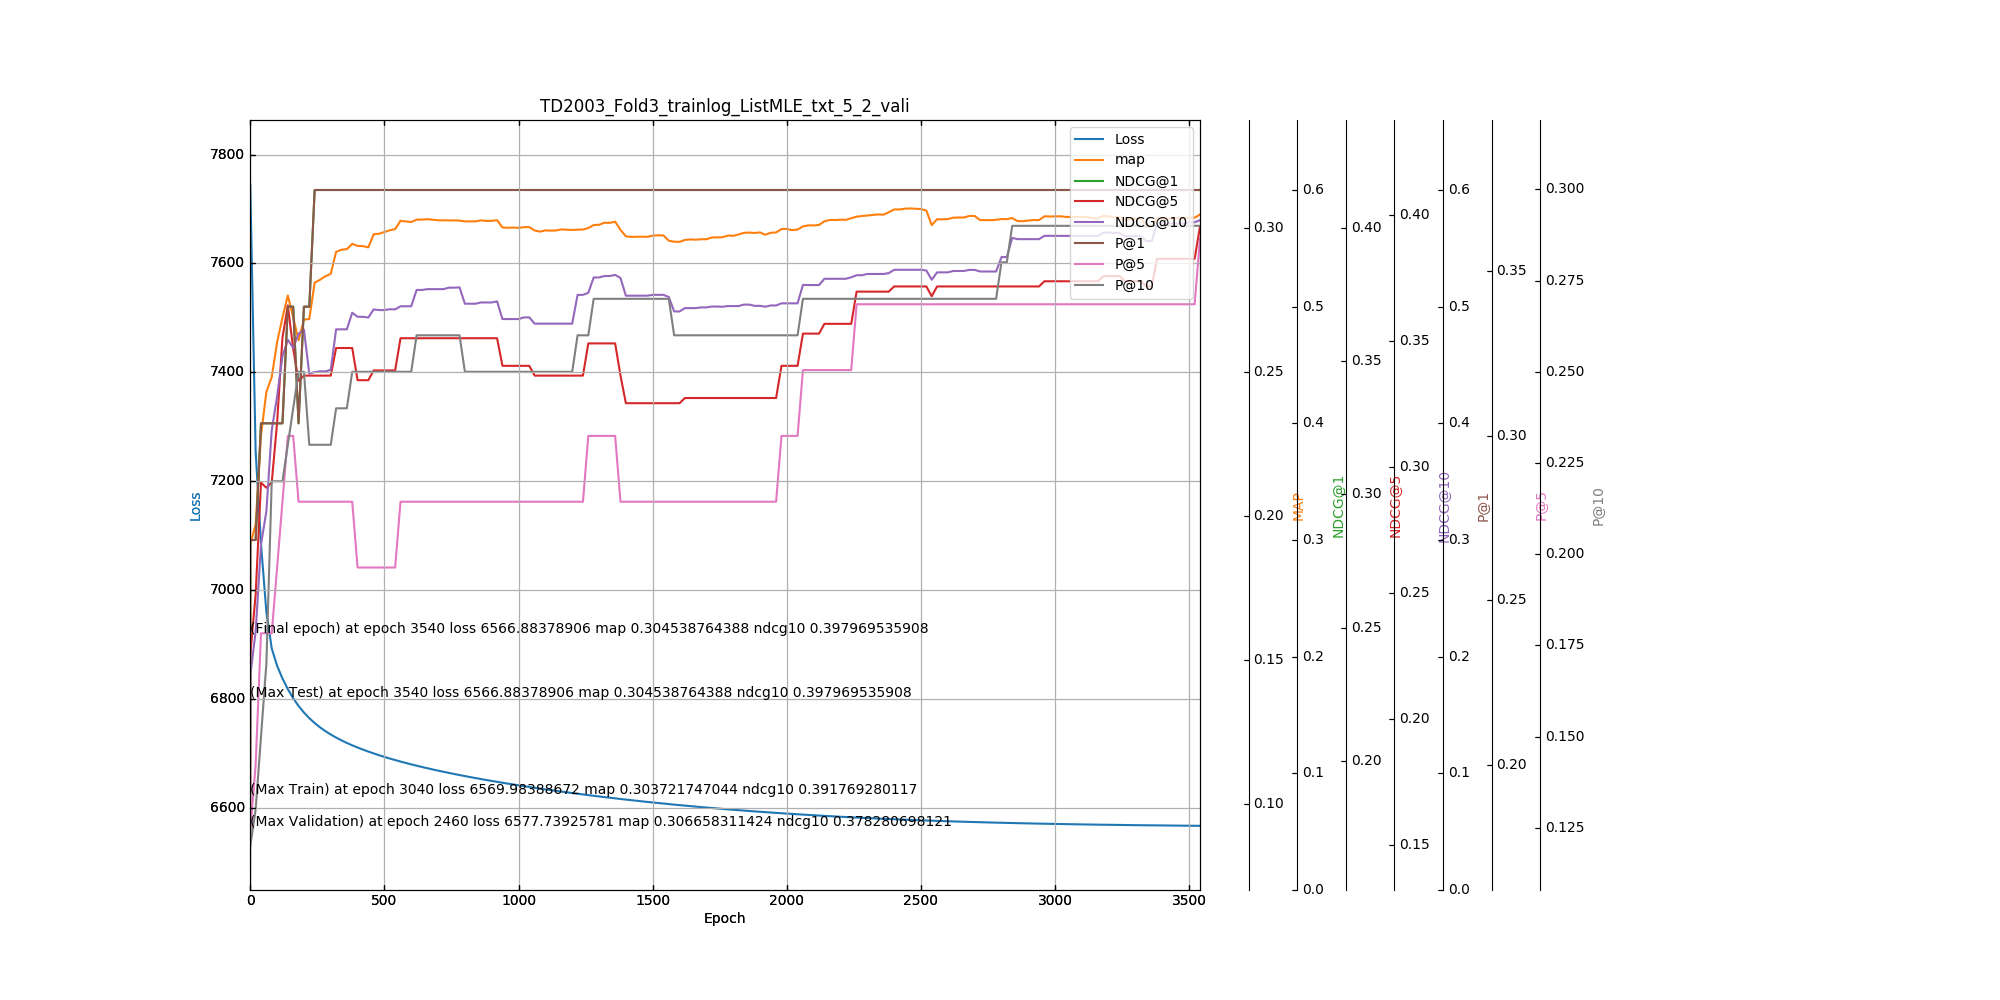 TD2003_Fold3_trainlog_ListMLE_txt_5_2_vali
7800
7600
7400
7200
7000
6800
6600
Loss
Loss
map
NDCG@1
NDCG@5
NDCG@10
P@1
P@5
P@10
(Final epoch) at epoch 3540 loss 6566.88378906 map 0.304538764388 ndcg10 0.397969535908
(Max Test) at epoch 3540 loss 6566.88378906 map 0.304538764388 ndcg10 0.397969535908
(Max Train) at epoch 3040 loss 6569.98388672 map 0.303721747044 ndcg10 0.391769280117
(Max Validation) at epoch 2460 loss 6577.73925781 map 0.306658311424 ndcg10 0.378280698121
0 500 1000 1500 2000 2500 3000 3500
Epoch
0.30
0.25
0.20
0.15
0.10
MAP
0.6
0.5
0.4
0.3
0.2
0.1
0.0
NDCG@1
0.40
0.35
0.30
0.25
0.20
NDCG@5
0.40
0.35
0.30
0.25
0.20
0.15
NDCG@10
0.6
0.5
0.4
0.3
0.2
0.1
0.0
P@1
0.35
0.30
0.25
0.20
P@5
0.300
0.275
0.250
0.225
0.200
0.175
0.150
0.125
P@10